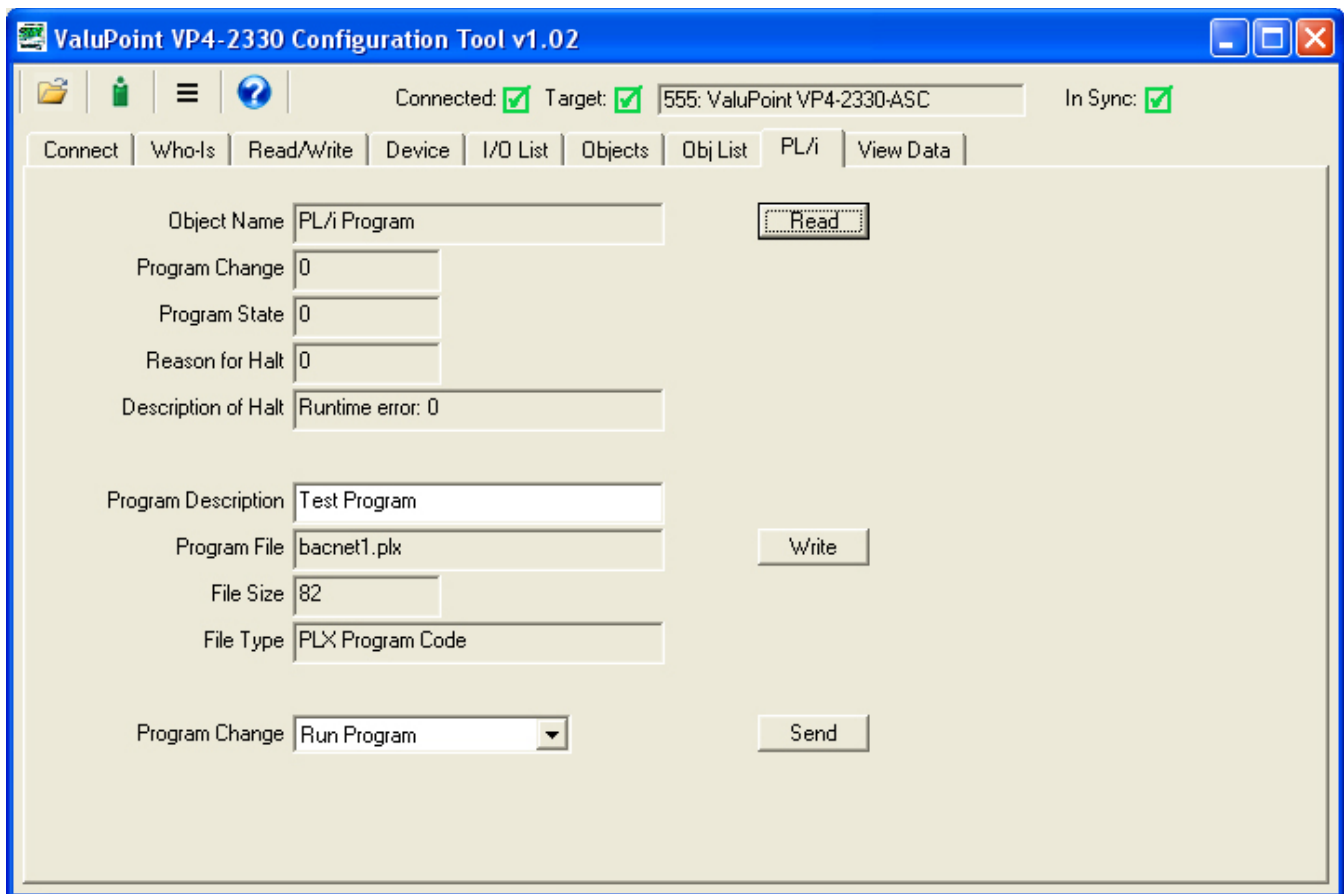 ValuPoint VP4-2330 Configuration Tool v1.02
Connected: Target: 555: ValuPoint VP4-2330-ASC In Sync:
Connect Who-Is Read/Write Device I/O List Objects Obj List PL/i View Data
Object Name PL/i Program Read
Program Change 0
Program State 0
Reason for Halt 0
Description of Halt Runtime error: 0
Program Description Test Program
Program File bacnet1.plx Write
File Size 82
File Type PLX Program Code
Program Change Run Program Send